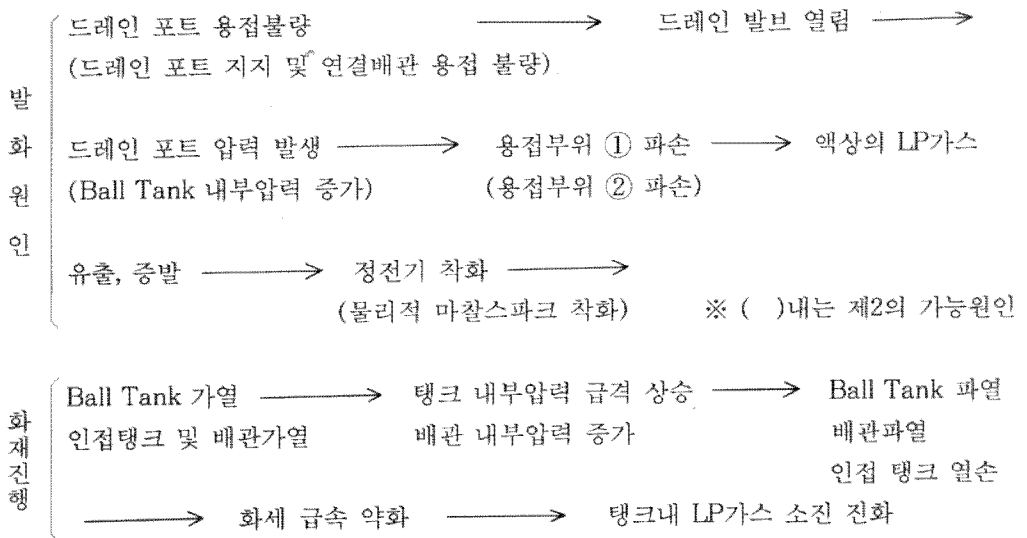 발화원인
드레인 포트 용접불량 ⟶ 드레인 발브 열림 ⟶
(드레인 포트 지지 및 연결배관 용접 불량)
드레인 포트 압력 발생 ⟶ 용접부위 ① 파손 ⟶ 액상의 LP가스
(Ball Tank 내부압력 증가) (용접부위 ② 파손)
유출, 증발 ⟶ 정전기 착화 ⟶
(물리적 마찰스파크 착화) ※ ( )내는 제2의 가능원인
화재진행
Ball Tank 가열 ⟶ 탱크 내부압력 급격 상승 ⟶ Ball Tank 파열
인접탱크 및 배관가열 배관 내부압력 증가 배관파열
인접 탱크 열손
⟶ 화세 급속 약화 ⟶ 탱크내 LP가스 소진 진화